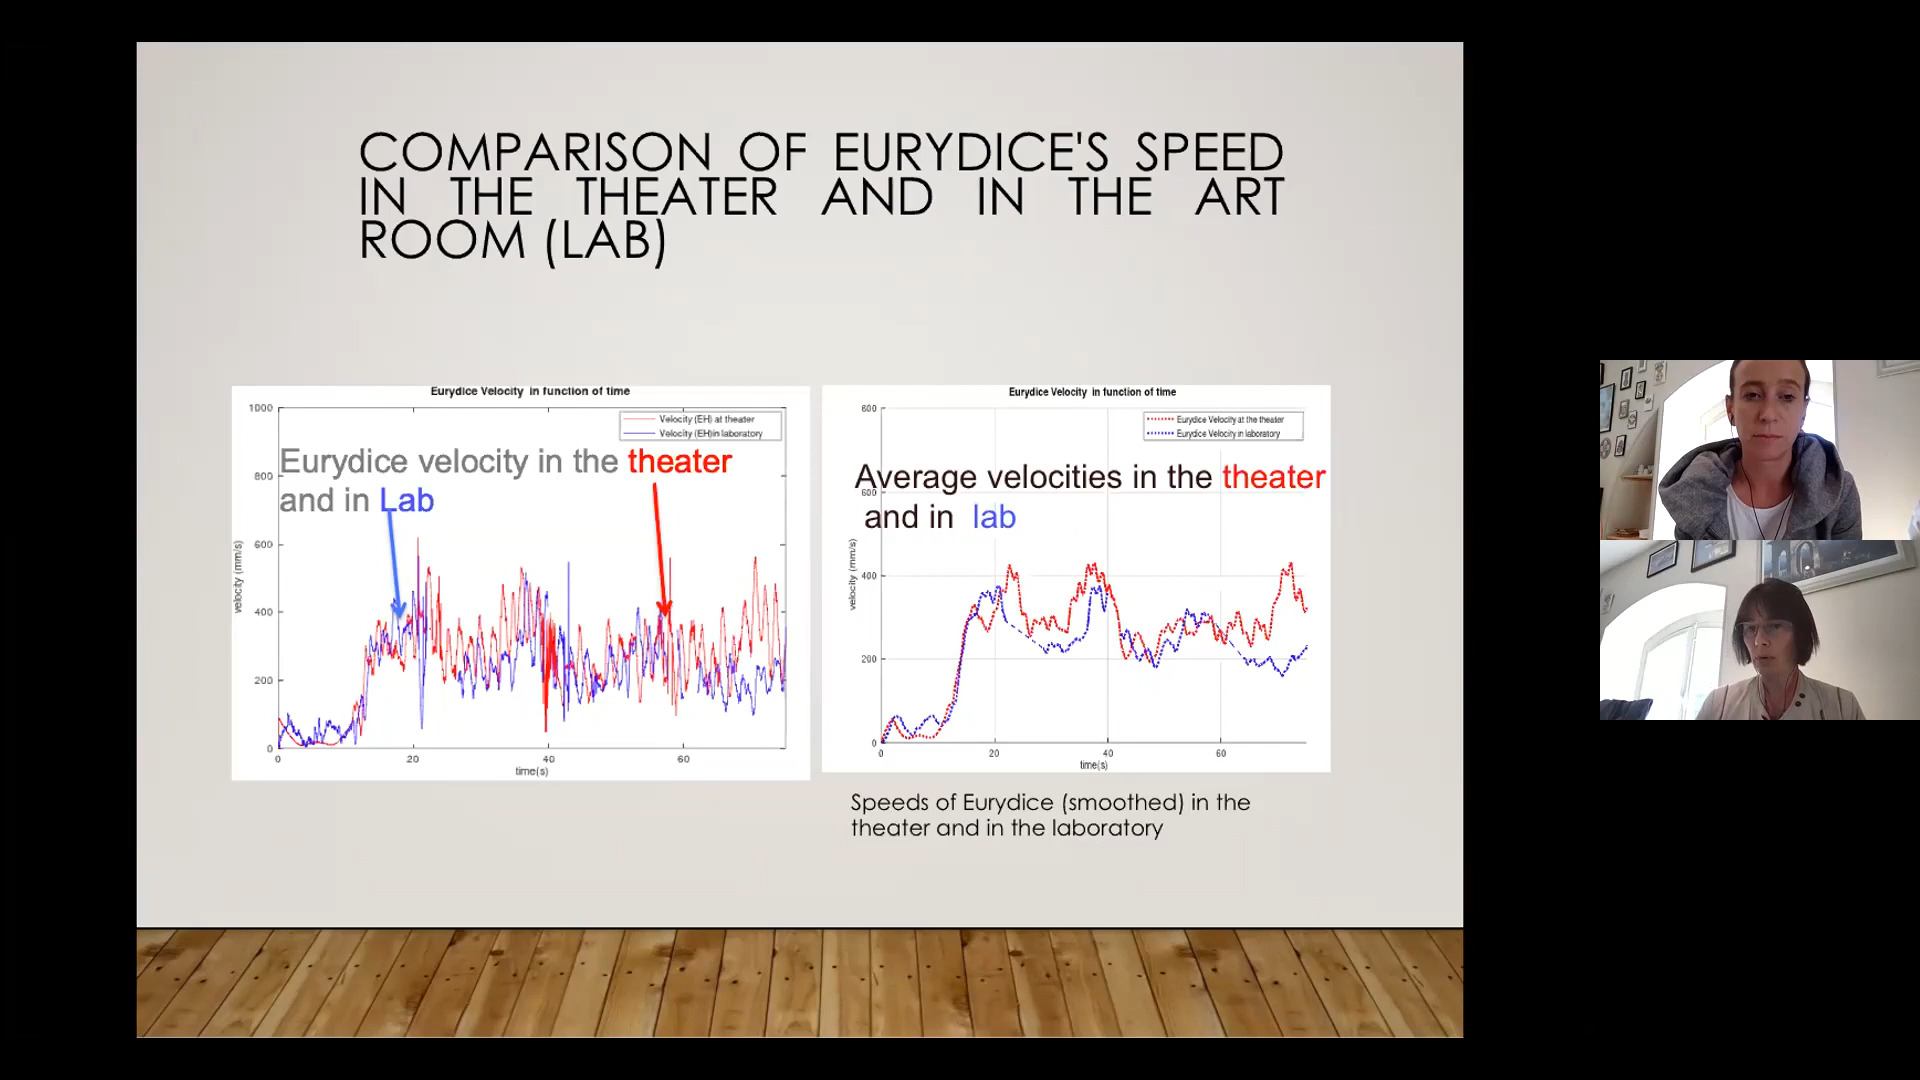 COMPARISON OF EURYDICE'S SPEED
IN THE THEATER AND IN THE ART
ROOM (LAB)
Eurydice Velocity in function of time
Velocity (EH) at theater
Velocity (EH)in laboratory
Eurydice velocity in the theater
and in Lab
velocity (mm/s)
1000
800
600
400
200
0
0 20 40 60
time(s)
Eurydice Velocity in function of time
Eurydice Velocity at the theater
Eurydice Velocity in laboratory
Average velocities in the theater
and in lab
velocity (mm/s)
800
600
400
200
0
0 20 40 60
time(s)
Speeds of Eurydice (smoothed) in the
theater and in the laboratory